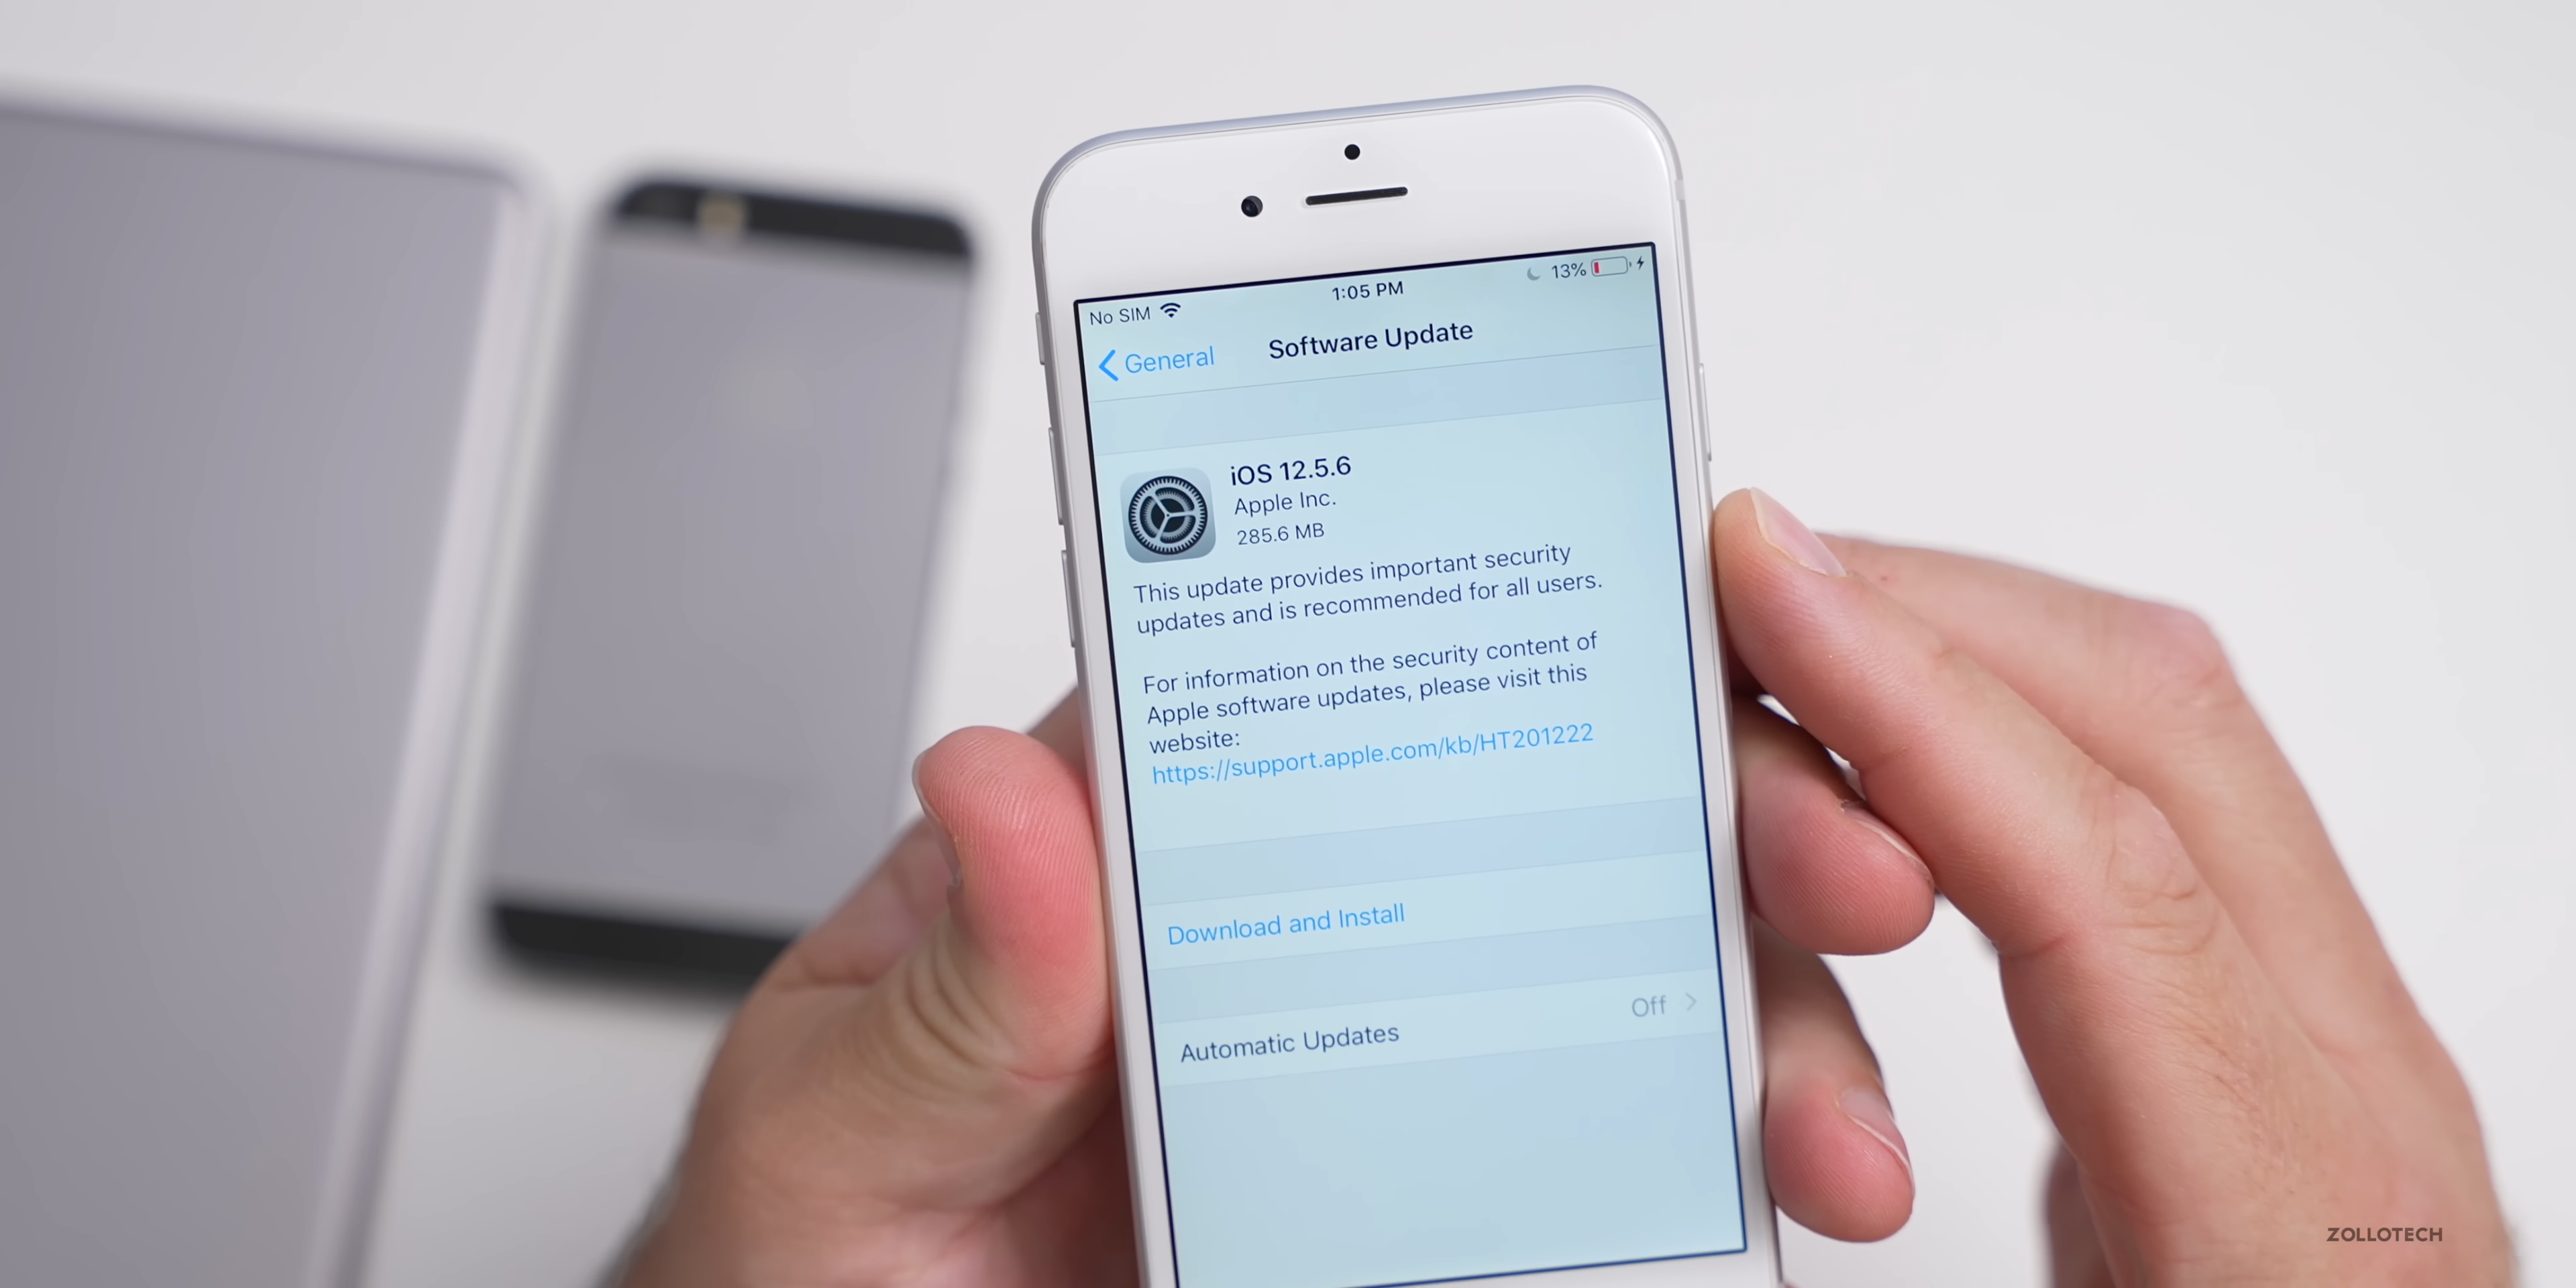 No SIM
1:05 PM
13%
General
Software Update
iOS 12.5.6
Apple Inc.
285.6 MB
This update provides important security
updates and is recommended for all users.
For information on the security content of
Apple software updates, please visit this
website:
https://support.apple.com/kb/HT201222
Download and Install
Automatic Updates
Off
ZOLLOTECH